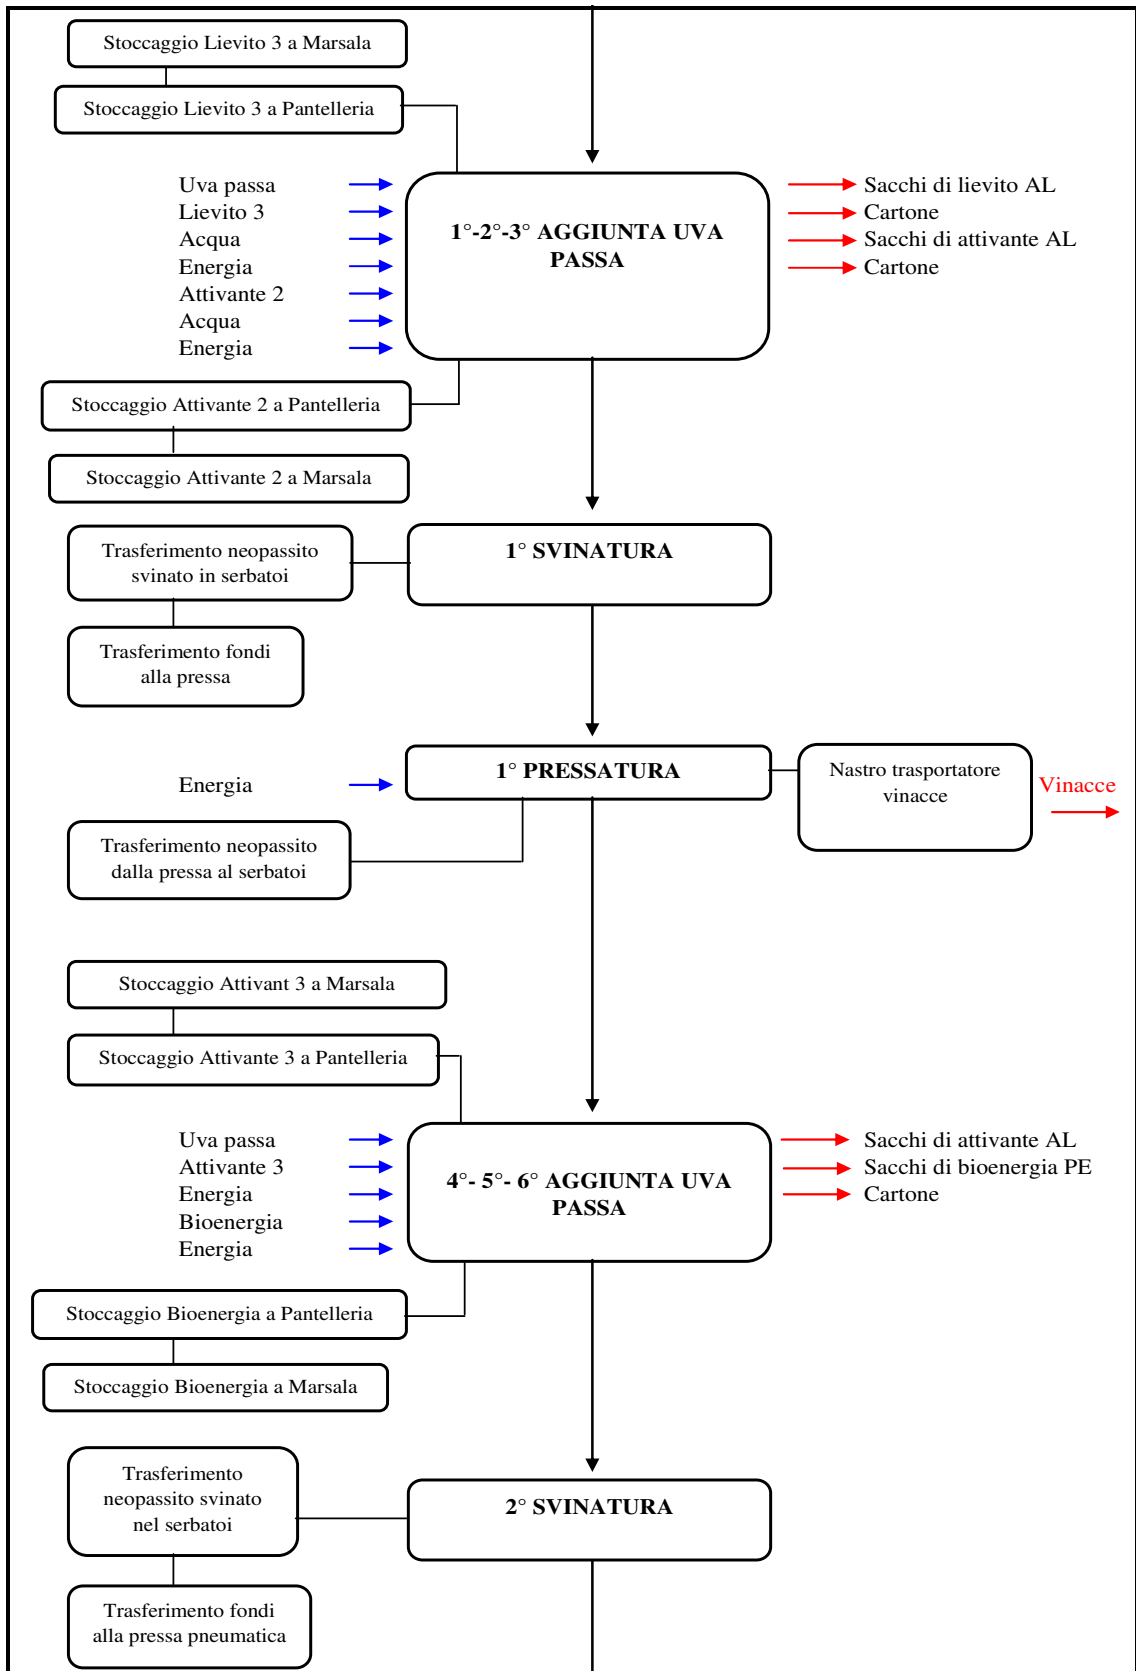 Stoccaggio Lievito 3 a Marsala
Stoccaggio Lievito 3 a Pantelleria
Uva passa
Lievito 3
Acqua
Energia
Attivante 2
Acqua
Energia
1°-2°-3° AGGIUNTA UVA
PASSA
Sacchi di lievito AL
Cartone
Sacchi di attivante AL
Cartone
Stoccaggio Attivante 2 a Pantelleria
Stoccaggio Attivante 2 a Marsala
Trasferimento neopassito
svinato in serbatoi
1° SVINATURA
Trasferimento fondi
alla pressa
Energia
1° PRESSATURA
Nastro trasportatore
vinacce
Vinacce
Trasferimento neopassito
dalla pressa al serbatoi
Stoccaggio Attivant 3 a Marsala
Stoccaggio Attivante 3 a Pantelleria
Uva passa
Attivante 3
Energia
Bioenergia
Energia
4°- 5°- 6° AGGIUNTA UVA
PASSA
Sacchi di attivante AL
Sacchi di bioenergia PE
Cartone
Stoccaggio Bioenergia a Pantelleria
Stoccaggio Bioenergia a Marsala
Trasferimento
neopassito svinato
nel serbatoi
2° SVINATURA
Trasferimento fondi
alla pressa pneumatica